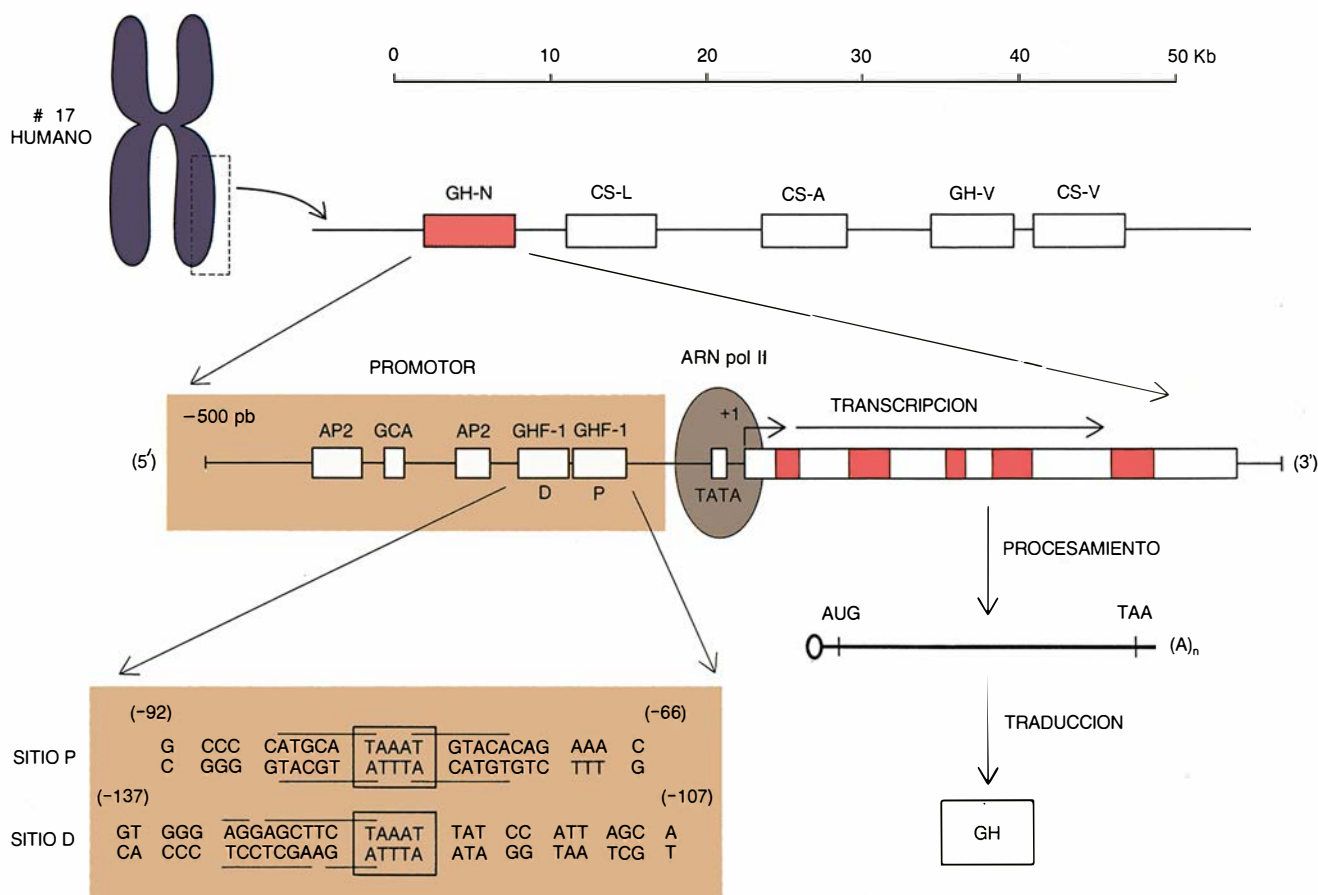 0 10 20 30 40 50 Kb
# 17
HUMANO
GH-N CS-L CS-A GH-V CS-V
PROMOTOR
ARN pol II
−500 pb
+1
TRANSCRIPCION
AP2 GCA AP2 GHF-1 GHF-1
(5′) (3′)
D P
TATA
PROCESAMIENTO
AUG TAA
(A)n
TRADUCCION
GH
(-92) (-66)
SITIO P
G CCC CATGCA TAAAT GTACACAG AAA C
C GGG GTACGT ATTTA CATGTGTC TTT G
(-137) (-107)
SITIO D
GT GGG AGGAGCTTC TAAAT TAT CC ATT AGC A
CA CCC TCCTCGAAG ATTTA ATA GG TAA TCG T